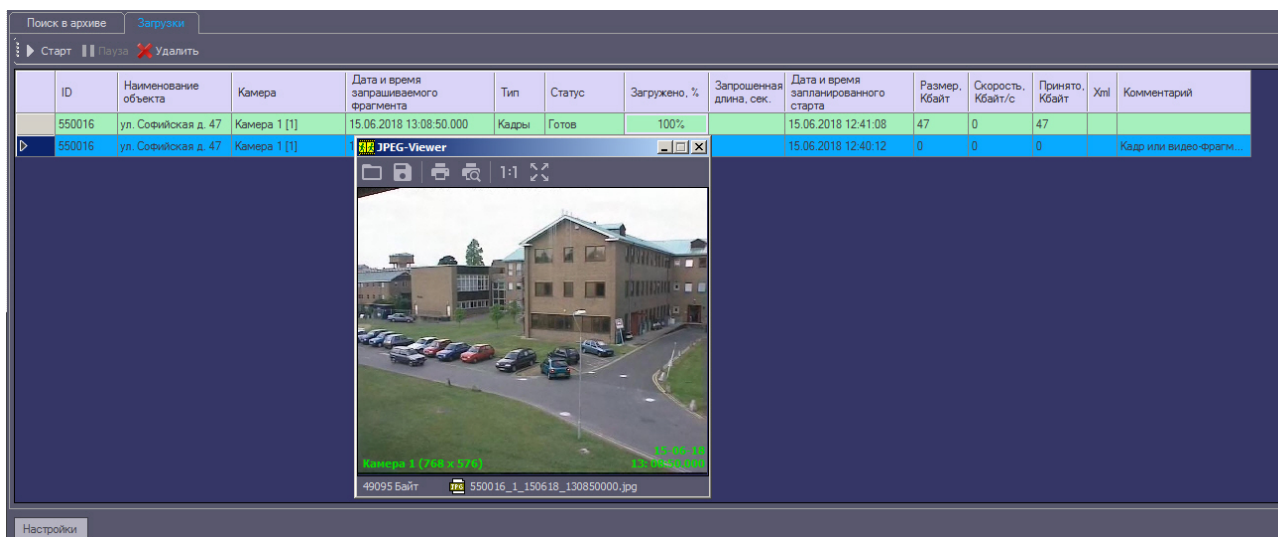 Поиск в архиве Загрузки
Старт Пауза Удалить
ID Наименование объекта Камера Дата и время запрашиваемого фрагмента Тип Статус Загружено, % Запрошенная длина, сек. Дата и время запланированного старта Размер, Кбайт Скорость, Кбайт/с Принято, Кбайт Xml Комментарий
550016 ул. Софийская д. 47 Камера 1 [1] 15.06.2018 13:08:50.000 Кадры Готов 100% 15.06.2018 12:41:08 47 0 47
550016 ул. Софийская д. 47 Камера 1 [1] 1 15.06.2018 12:40:12 0 0 0 Кадр или видео-фрагм...
JPEG-Viewer
1:1
15-06-18
Камера 1 (768 x 576) 13: 08:50.000
49095 Байт JPG 550016_1_150618_130850000.jpg
Настройки